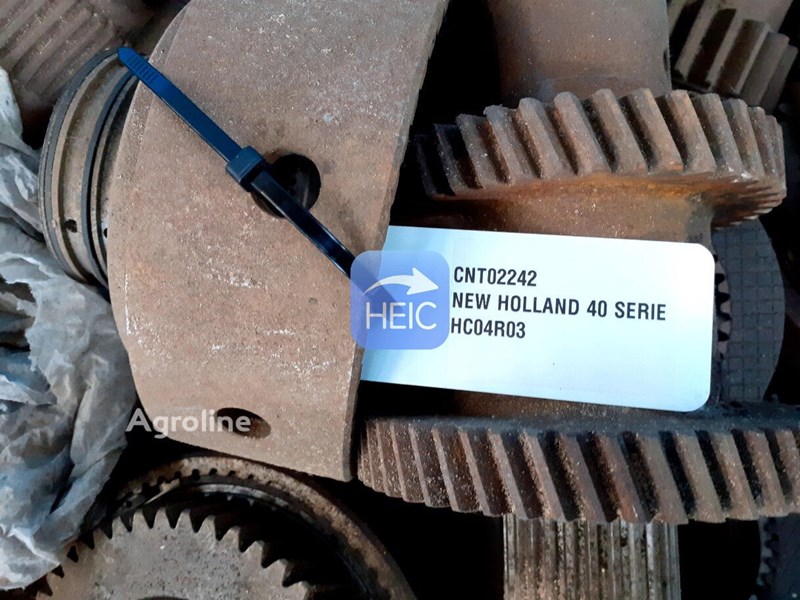 CNT02242
NEW HOLLAND 40 SERIE
HC04R03
HEIC
Agroline